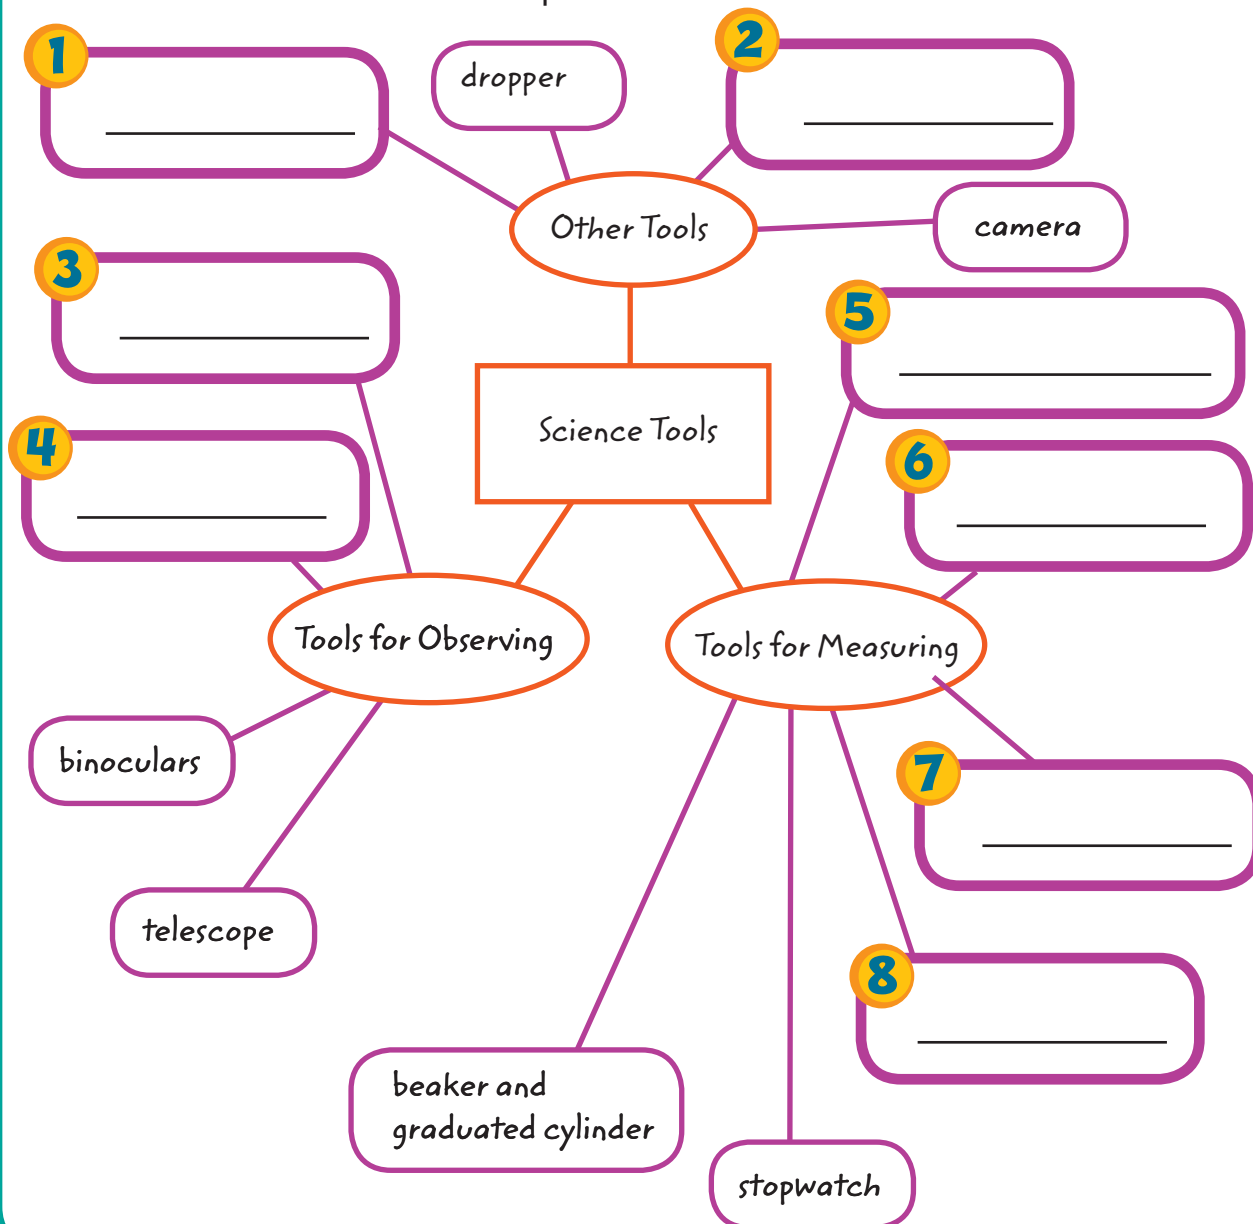 1
dropper
2
Other Tools
camera
3
5
Science Tools
4
6
Tools for Observing
Tools for Measuring
binoculars
7
telescope
8
beaker and
graduated cylinder
stopwatch